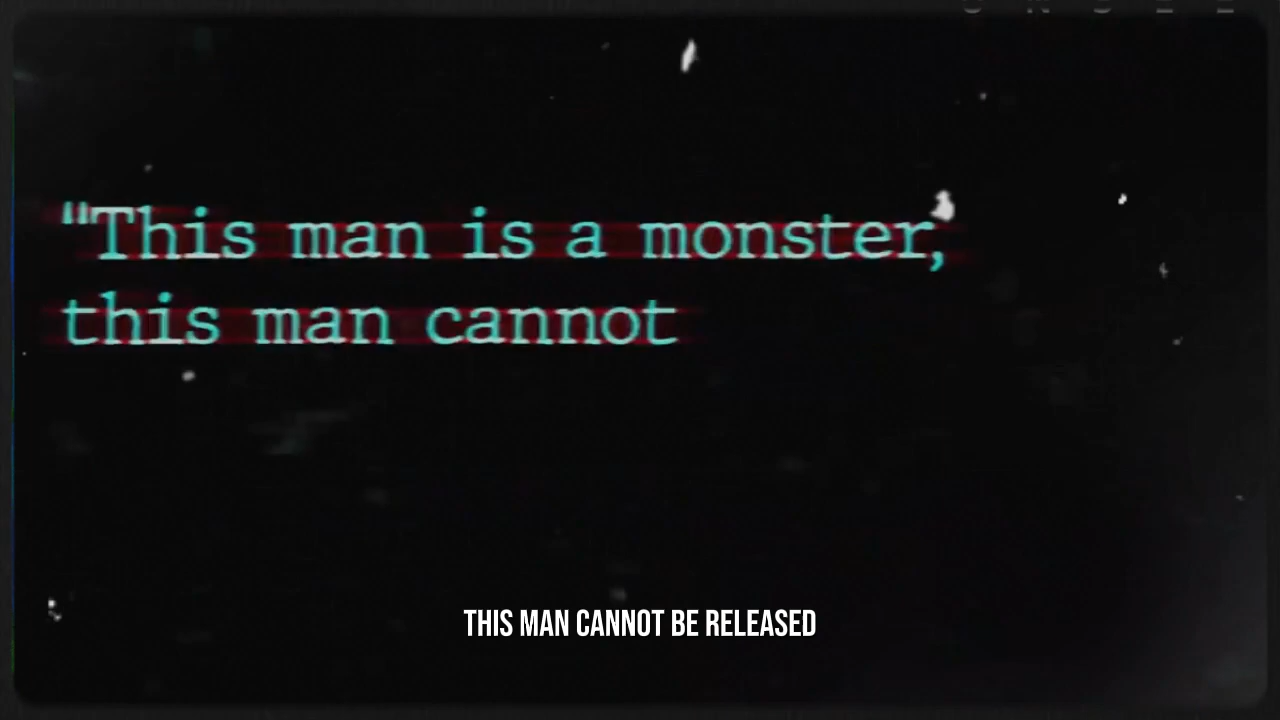 "This man is a monster,
this man cannot
THIS MAN CANNOT BE RELEASED